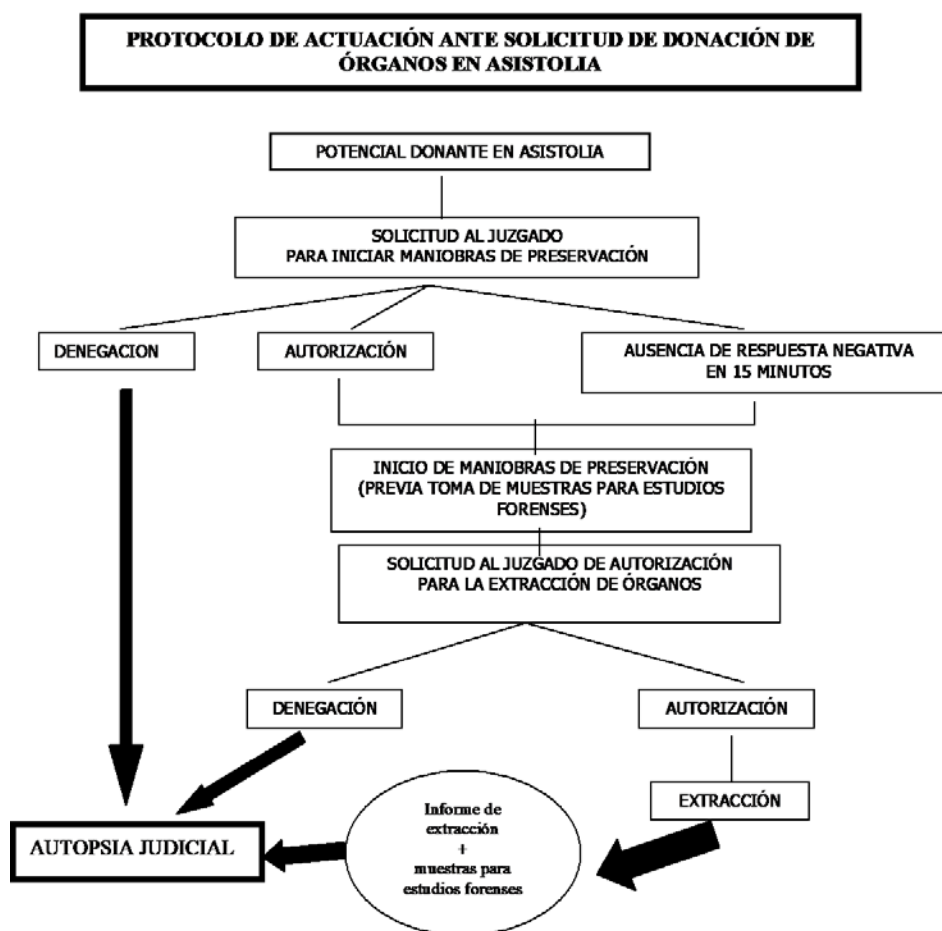 PROTOCOLO DE ACTUACIÓN ANTE SOLICITUD DE DONACIÓN DE
ÓRGANOS EN ASISTOLIA
POTENCIAL DONANTE EN ASISTOLIA
SOLICITUD AL JUZGADO
PARA INICIAR MANIOBRAS DE PRESERVACIÓN
DENEGACION
AUTORIZACIÓN
AUSENCIA DE RESPUESTA NEGATIVA
EN 15 MINUTOS
INICIO DE MANIOBRAS DE PRESERVACIÓN
(PREVIA TOMA DE MUESTRAS PARA ESTUDIOS
FORENSES)
SOLICITUD AL JUZGADO DE AUTORIZACIÓN
PARA LA EXTRACCIÓN DE ÓRGANOS
DENEGACIÓN
AUTORIZACIÓN
EXTRACCIÓN
Informe de
extracción
+
muestras para
estudios forenses
AUTOPSIA JUDICIAL